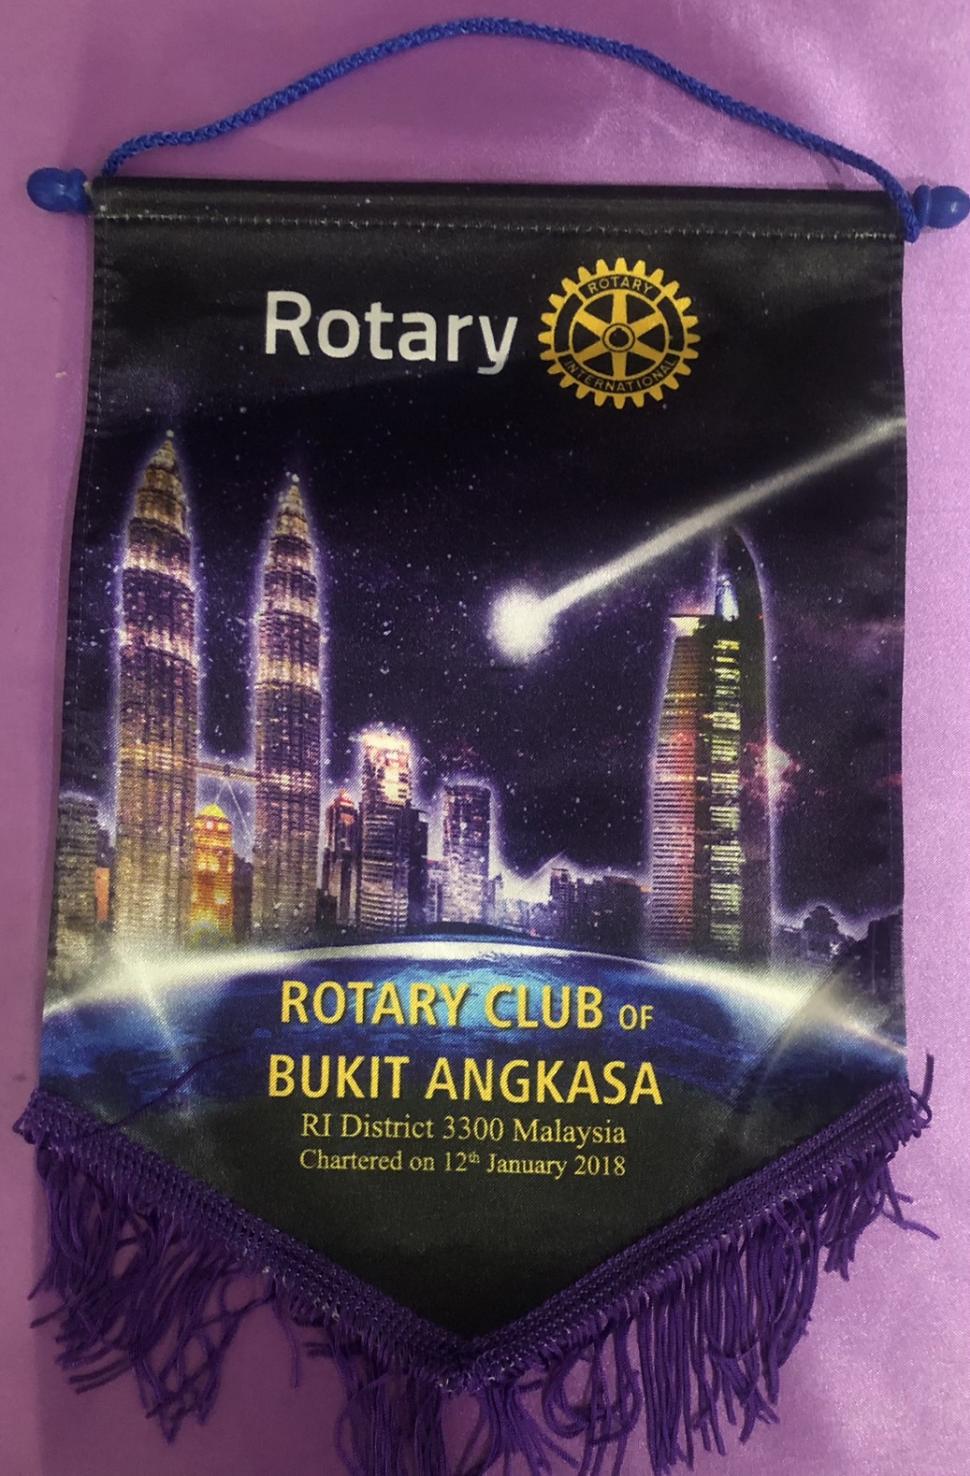 Rotary
ROTARY
INTERNATIONAL
ROTARY CLUB OF
BUKIT ANGKASA
RI District 3300 Malaysia
Chartered on 12th January 2018